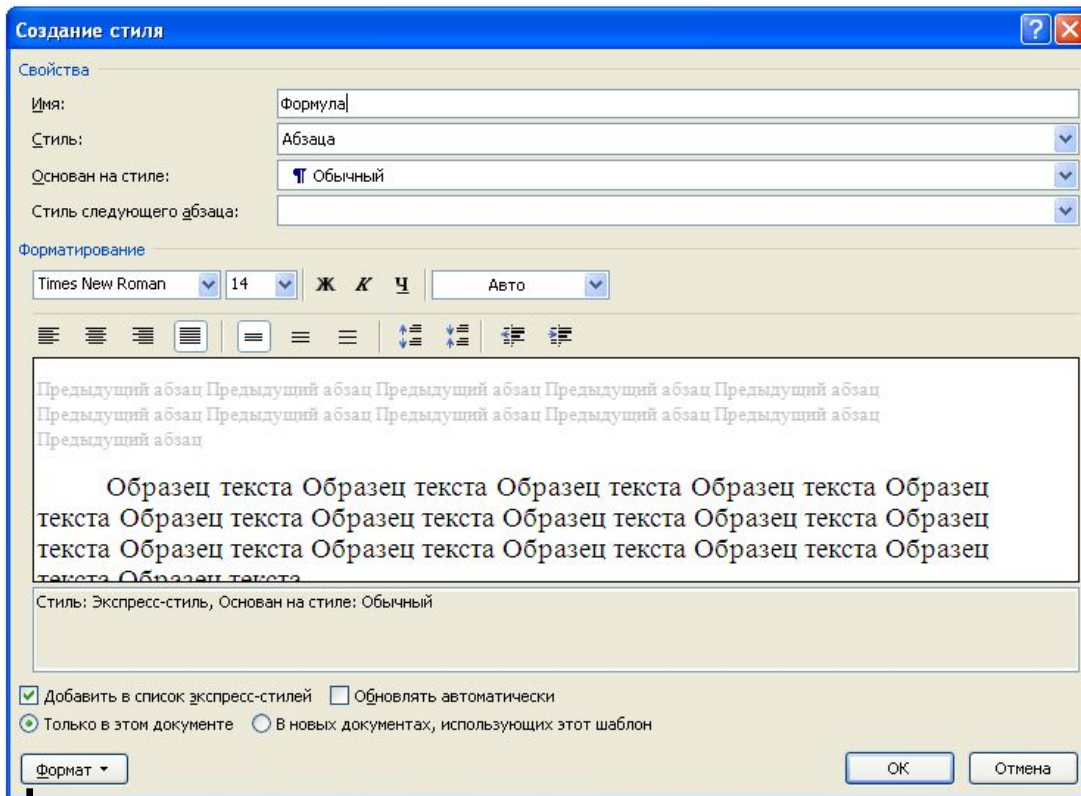 Создание стиля
Свойства
Имя: Формула
Стиль: Абзаца
Основан на стиле: ¶ Обычный
Стиль следующего абзаца:
Форматирование
Times New Roman 14 Ж К Ч Авто
Предыдущий абзац Предыдущий абзац Предыдущий абзац Предыдущий абзац Предыдущий абзац
Предыдущий абзац Предыдущий абзац Предыдущий абзац Предыдущий абзац Предыдущий абзац
Предыдущий абзац
Образец текста Образец текста Образец текста Образец текста Образец
текста Образец текста Образец текста Образец текста Образец текста Образец
текста Образец текста Образец текста Образец текста Образец текста Образец
текста Образец текста
Стиль: Экспресс-стиль, Основан на стиле: Обычный
Добавить в список экспресс-стилей Обновлять автоматически
Только в этом документе В новых документах, использующих этот шаблон
Формат ОК Отмена